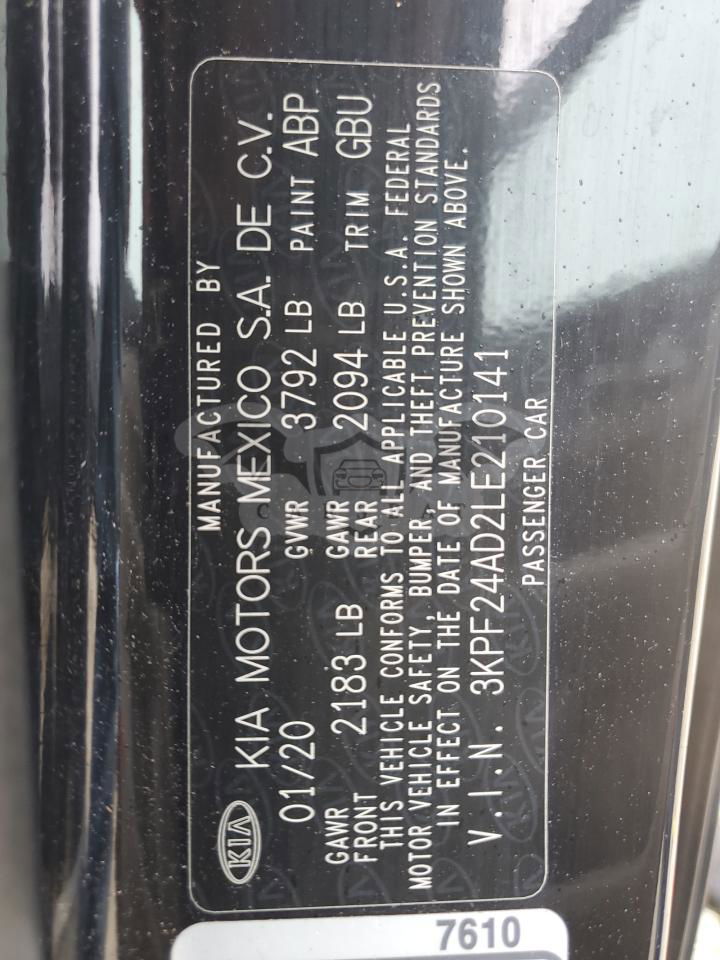 MANUFACTURED BY
KIA KIA MOTORS MEXICO S.A. DE C.V.
01/20 GVWR 3792 LB PAINT ABP
GAWR FRONT 2183 LB GAWR REAR 2094 LB TRIM GBU
THIS VEHICLE CONFORMS TO ALL APPLICABLE U.S.A. FEDERAL
MOTOR VEHICLE SAFETY, BUMPER, AND THEFT PREVENTION STANDARDS
IN EFFECT ON THE DATE OF MANUFACTURE SHOWN ABOVE.
V.I.N. 3KPF24AD2LE210141
PASSENGER CAR
7610